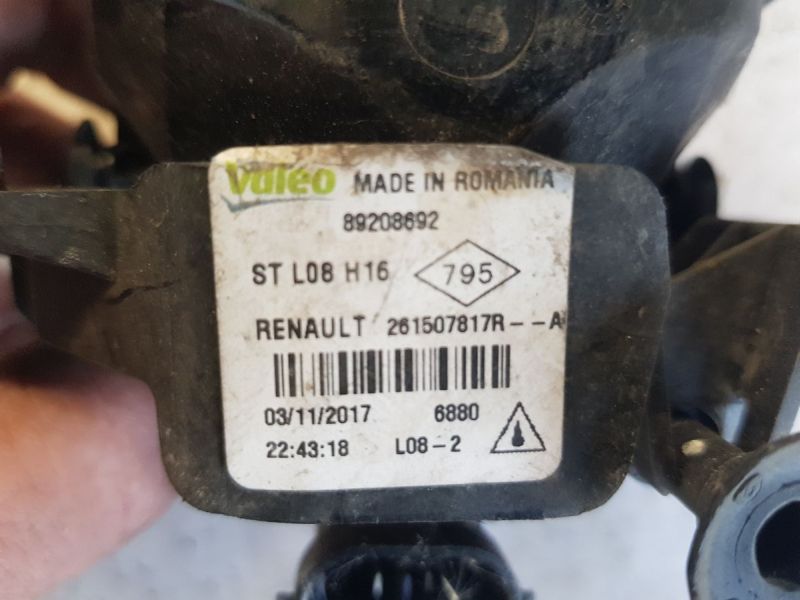 Valeo MADE IN ROMANIA
89208692
ST L08 H16 795
RENAULT 261507817R--A
03/11/2017 6880
22:43:18 L08-2